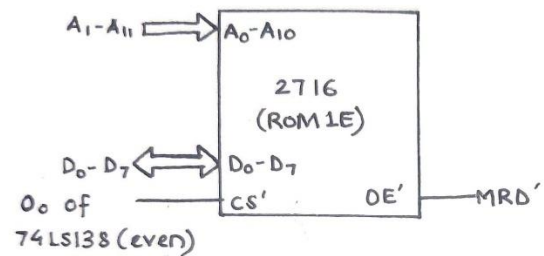 A₁-A₁₁ A₀-A₁₀
2716
(ROM 1E)
D₀-D₇ D₀-D₇
O₀ of CS' OE' MRD'
74LS138 (even)